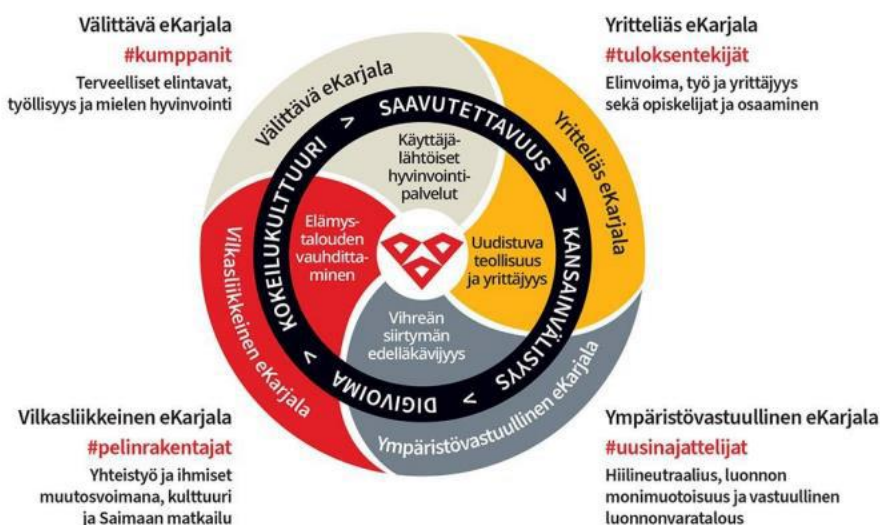 Välittävä eKarjala
#kumppanit
Terveelliset elintavat,
työllisyys ja mielen hyvinvointi
Yritteliäs eKarjala
#tuloksentekijät
Elinvoima, työ ja yrittäjyys
sekä opiskelijat ja osaaminen
Välittävä eKarjala
Yritteliäs eKarjala
Ympäristövastuullinen eKarjala
Vilkasliikkeinen eKarjala
SAAVUTETTAVUUS > KANSAINVÄLISYYS > DIGIVOIMA > KOKEILUKULTTUURI >
Käyttäjä-
lähtöiset
hyvinvointi-
palvelut
Elämys-
talouden
vauhditta-
minen
Uudistuva
teollisuus
ja yrittäjyys
Vihreän
siirtymän
edelläkävijyys
Vilkasliikkeinen eKarjala
#pelinrakentajat
Yhteistyö ja ihmiset
muutosvoimana, kulttuuri
ja Saimaan matkailu
Ympäristövastuullinen eKarjala
#uusinajattelijat
Hiilineutraalius, luonnon
monimuotoisuus ja vastuullinen
luonnonvaratalous